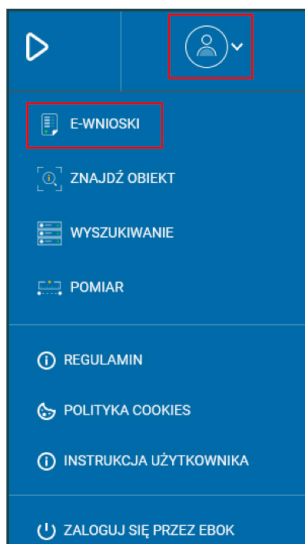 E-WNIOSKI
ZNAJDŹ OBIEKT
WYSZUKIWANIE
POMIAR
REGULAMIN
POLITYKA COOKIES
INSTRUKCJA UŻYTKOWNIKA
ZALOGUJ SIĘ PRZEZ EBOK